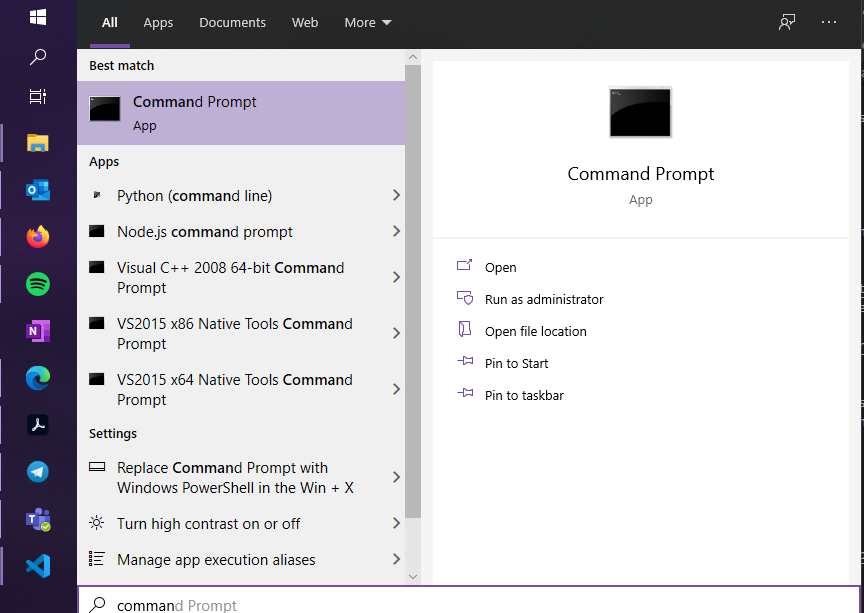 All Apps Documents Web More
Best match
Command Prompt
App
Apps
Python (command line)
Node.js command prompt
Visual C++ 2008 64-bit Command
Prompt
VS2015 x86 Native Tools Command
Prompt
VS2015 x64 Native Tools Command
Prompt
Settings
Replace Command Prompt with
Windows PowerShell in the Win + X
Turn high contrast on or off
Manage app execution aliases
command Prompt
Command Prompt
App
Open
Run as administrator
Open file location
Pin to Start
Pin to taskbar